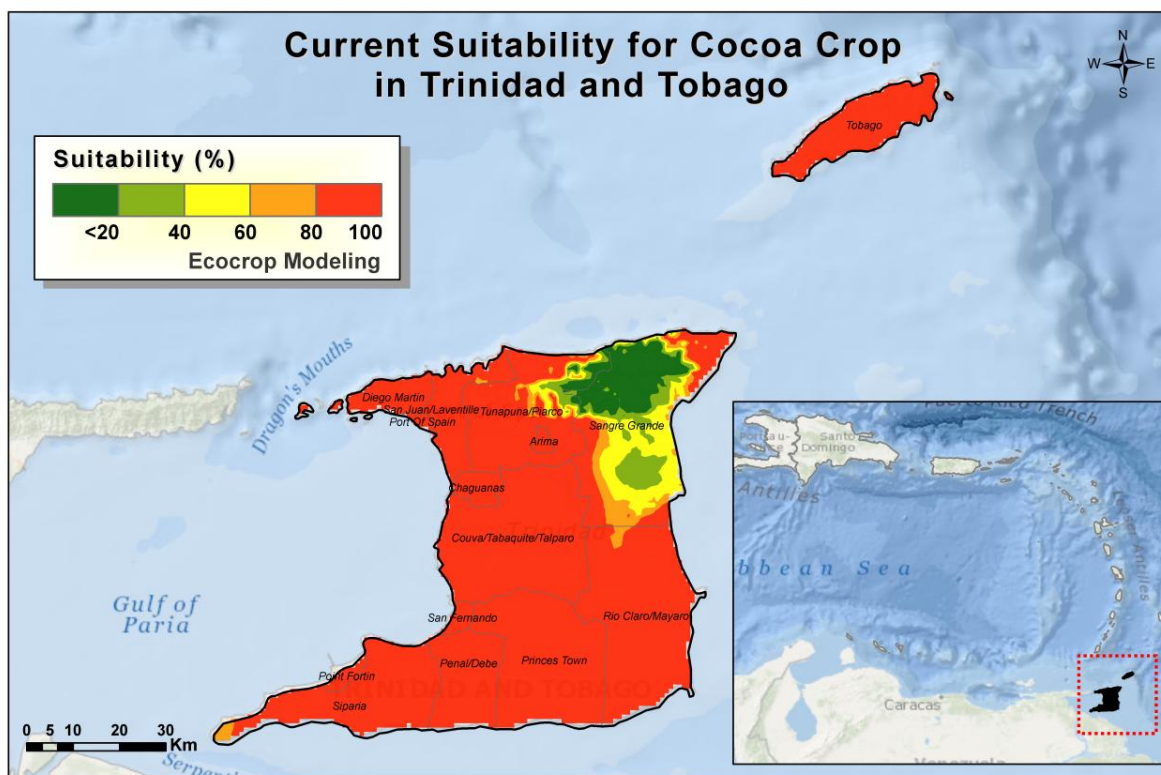 Current Suitability for Cocoa Crop
in Trinidad and Tobago
N
W E
S
Suitability (%)
<20 40 60 80 100
Ecocrop Modeling
Tobago
Dragon's Mouths
Diego Martin
San Juan/Laventille
Port Of Spain
Tunapuna/Piarco
Sangre Grande
Arima
Chaguanas
Trinidad
Couva/Tabaquite/Talparo
Gulf of
Paria
San Fernando
Rio Claro/Mayaro
Penal/Debe
Princes Town
Point Fortin
TRINIDAD AND TOBAGO
Siparia
0 5 10 20 30
Km
Trench
Santo
Domingo
Antilles
Antilles
bbean Sea
Caracas
Venezuela